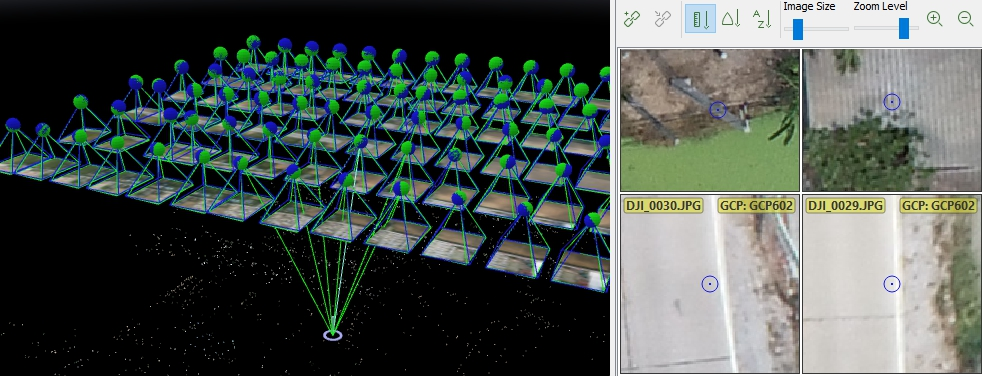 Image Size
Zoom Level
A
Z
DJI_0030.JPG
GCP: GCP602
DJI_0029.JPG
GCP: GCP602